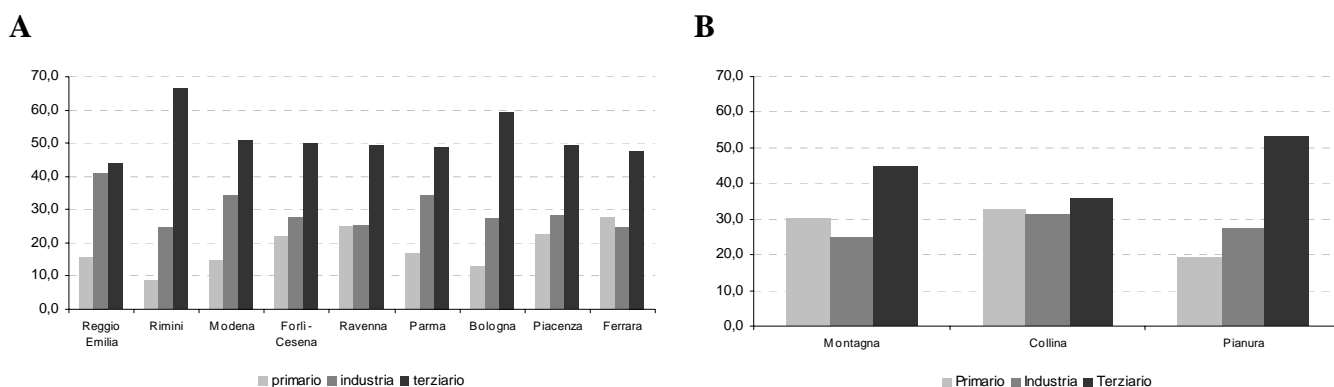 A
70,0
60,0
50,0
40,0
30,0
20,0
10,0
0,0
Reggio Emilia
Rimini
Modena
Forlì-Cesena
Ravenna
Parma
Bologna
Piacenza
Ferrara
primario industria terziario
B
70,0
60,0
50,0
40,0
30,0
20,0
10,0
0,0
Montagna Collina Pianura
Primario Industria Terziario